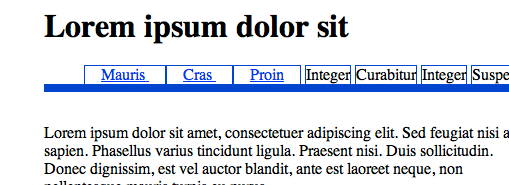 Lorem ipsum dolor sit
Mauris Cras Proin Integer Curabitur Integer Suspe
Lorem ipsum dolor sit amet, consectetuer adipiscing elit. Sed feugiat nisi a
sapien. Phasellus varius tincidunt ligula. Praesent nisi. Duis sollicitudin.
Donec dignissim, est vel auctor blandit, ante est laoreet neque, non